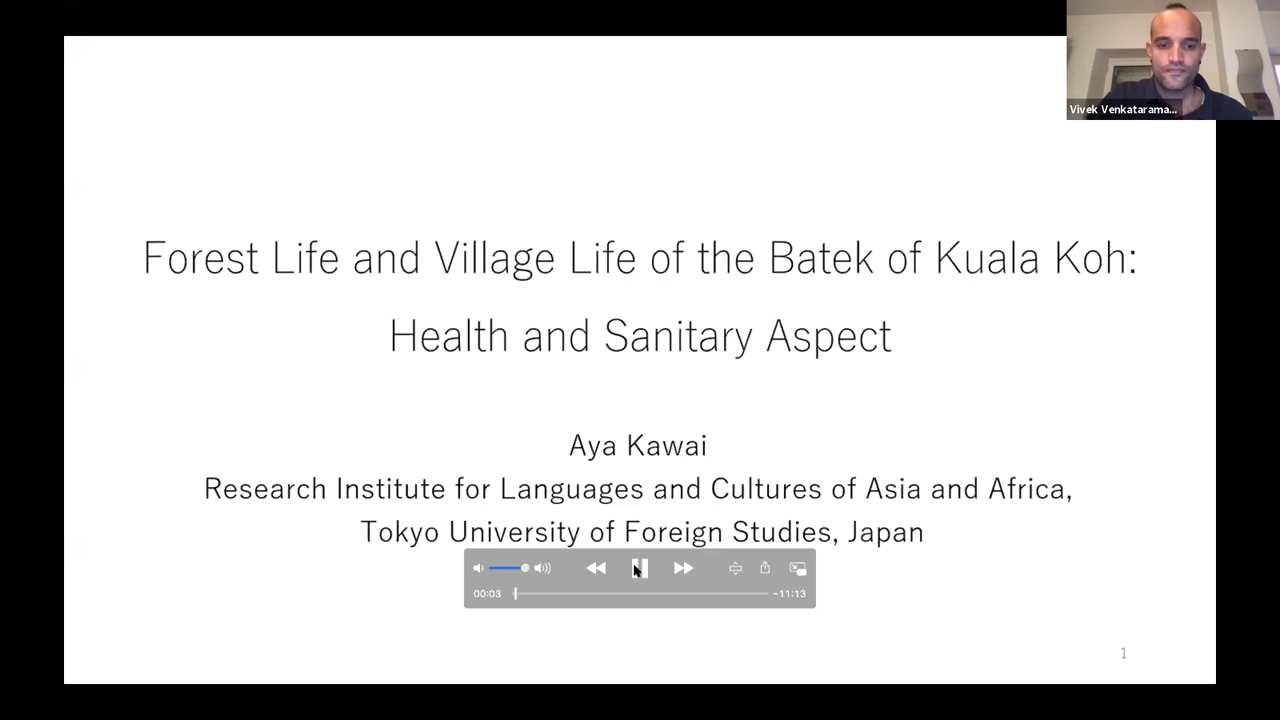 Vivek Venkatarama...
Forest Life and Village Life of the Batek of Kuala Koh:
Health and Sanitary Aspect
Aya Kawai
Research Institute for Languages and Cultures of Asia and Africa,
Tokyo University of Foreign Studies, Japan
00:03
-11:13
1